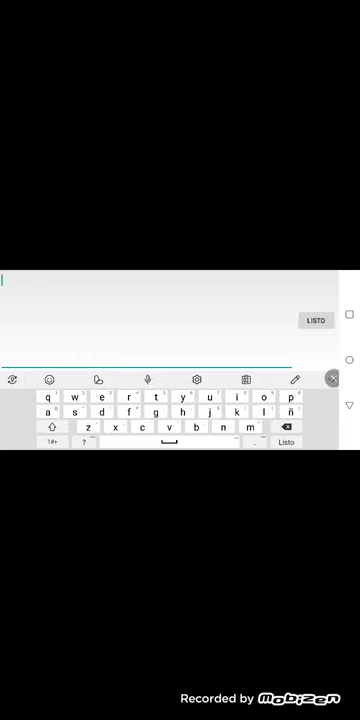 LISTO
q w e r t y u i o p
a s d f g h j k l ñ
z x c v b n m
!#+ ? . Listo
Recorded by mobizen